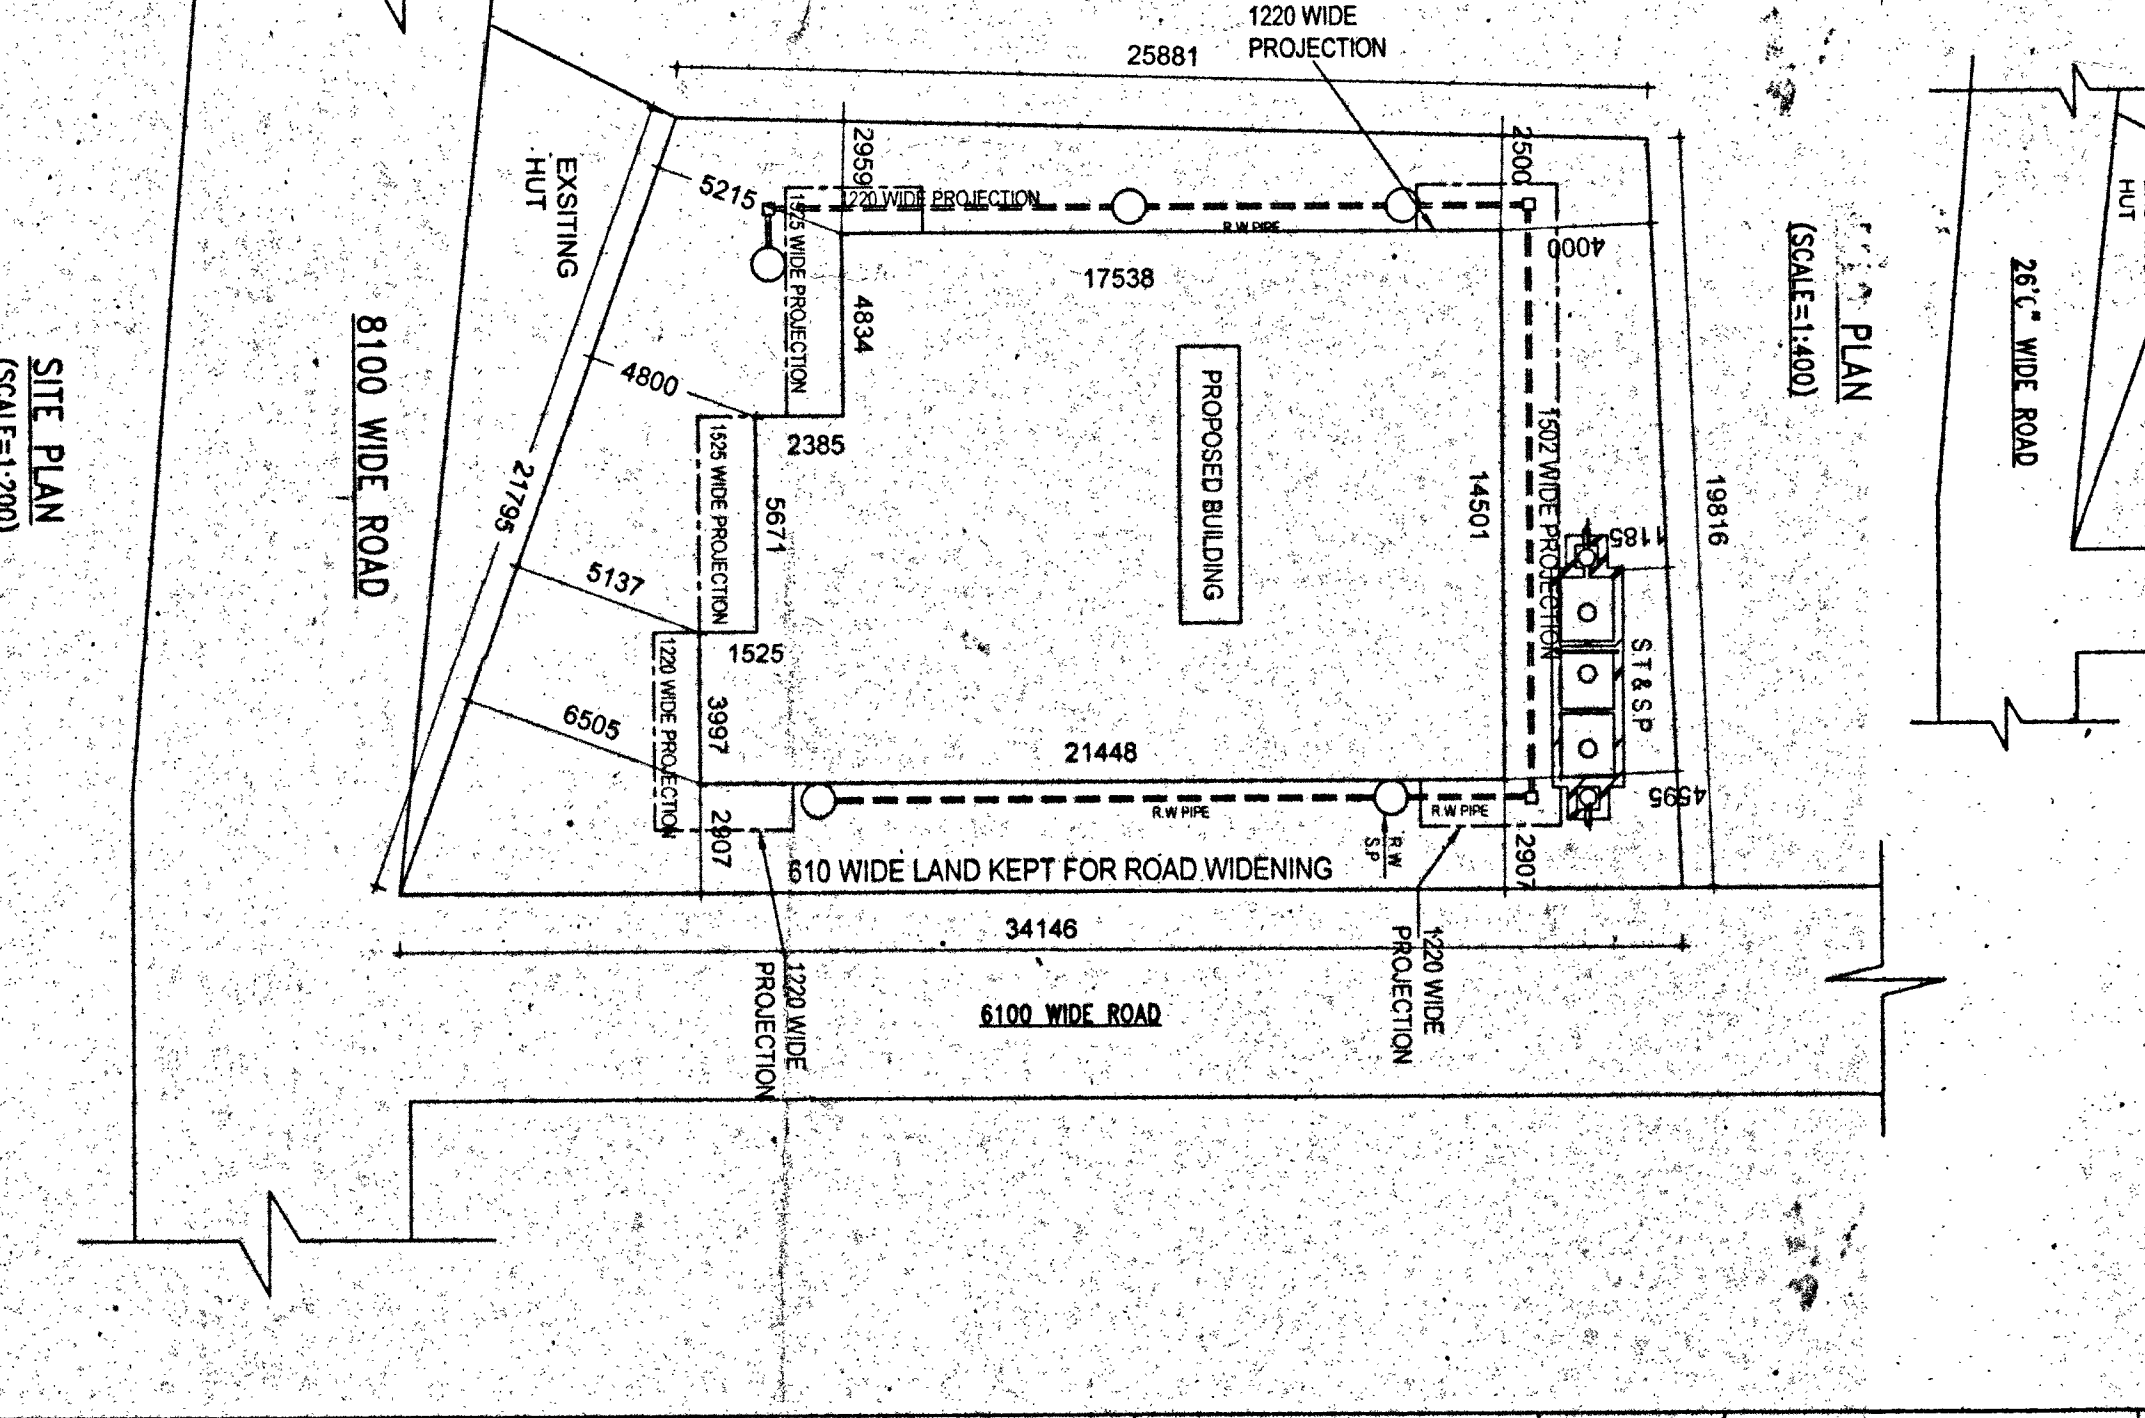 1220 WIDE
PROJECTION
25881
2959
2500
EXSITING
HUT
5215
1220 WIDE PROJECTION
1525 WIDE PROJECTION
R.W PIPE
4000
17538
4834
PROPOSED BUILDING
4800
2385
1525 WIDE PROJECTION
5671
14501
1502 WIDE PROJECTION
1185
19816
21795
5137
1525
S T & S.P
1220 WIDE PROJECTION
3997
6505
21448
4595
2907
R.W PIPE
R.W PIPE
R.W
S.P
2907
610 WIDE LAND KEPT FOR ROAD WIDENING
34146
1220 WIDE
PROJECTION
1220 WIDE
PROJECTION
6100 WIDE ROAD
8100 WIDE ROAD
SITE PLAN
(SCALE=1:200)
PLAN
(SCALE=1:400)
WIDE ROAD
HUT